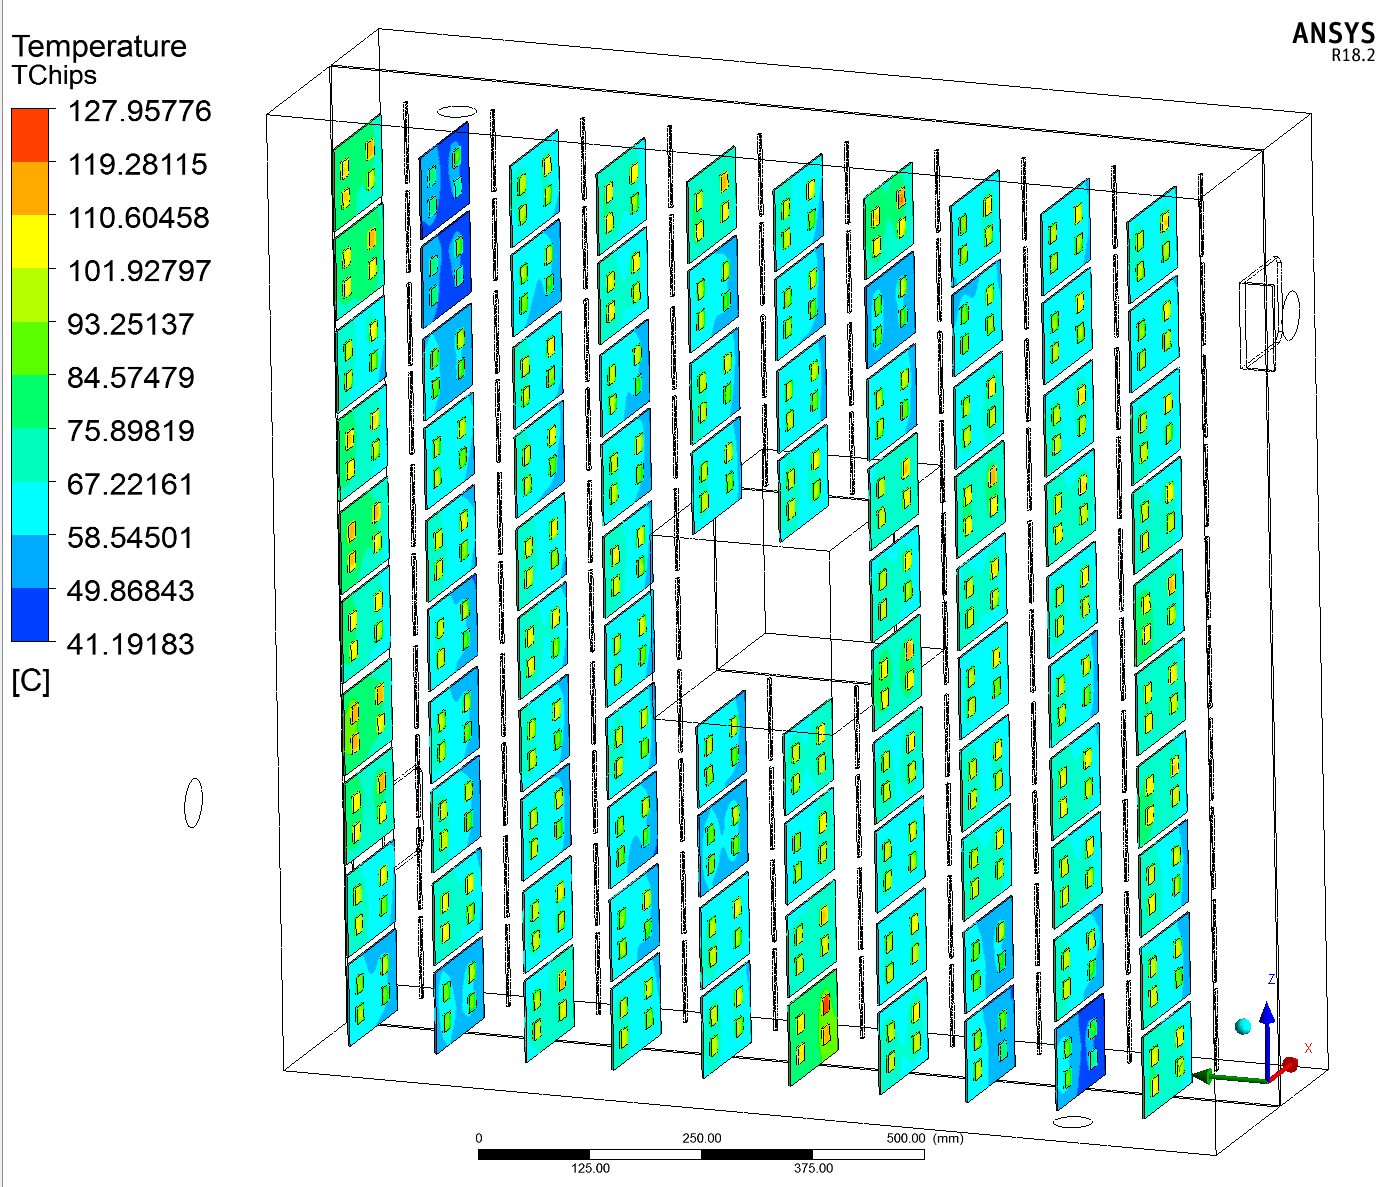 Temperature
TChips
127.95776
119.28115
110.60458
101.92797
93.25137
84.57479
75.89819
67.22161
58.54501
49.86843
41.19183
[C]
ANSYS
R18.2
Z
X
0
250.00
500.00 (mm)
125.00
375.00